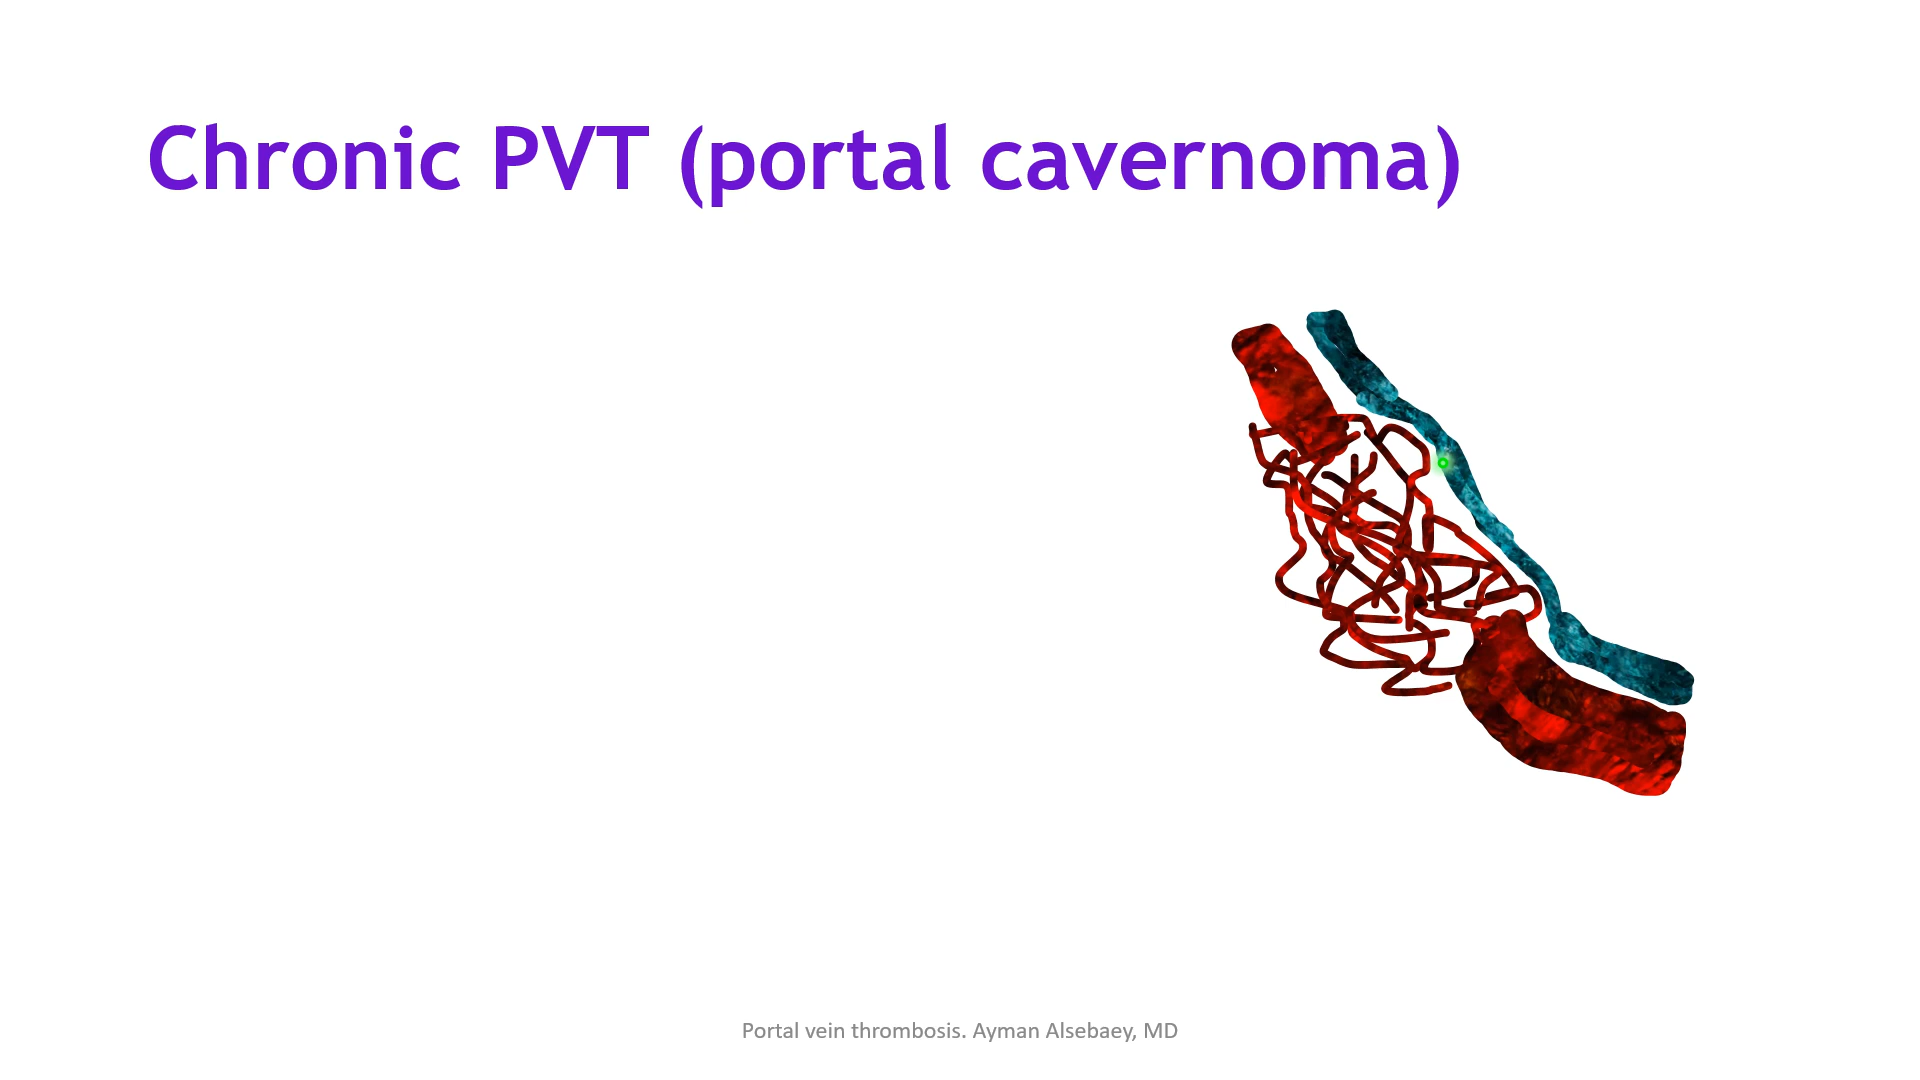 Chronic PVT (portal cavernoma)
Portal vein thrombosis. Ayman Alsebaey, MD